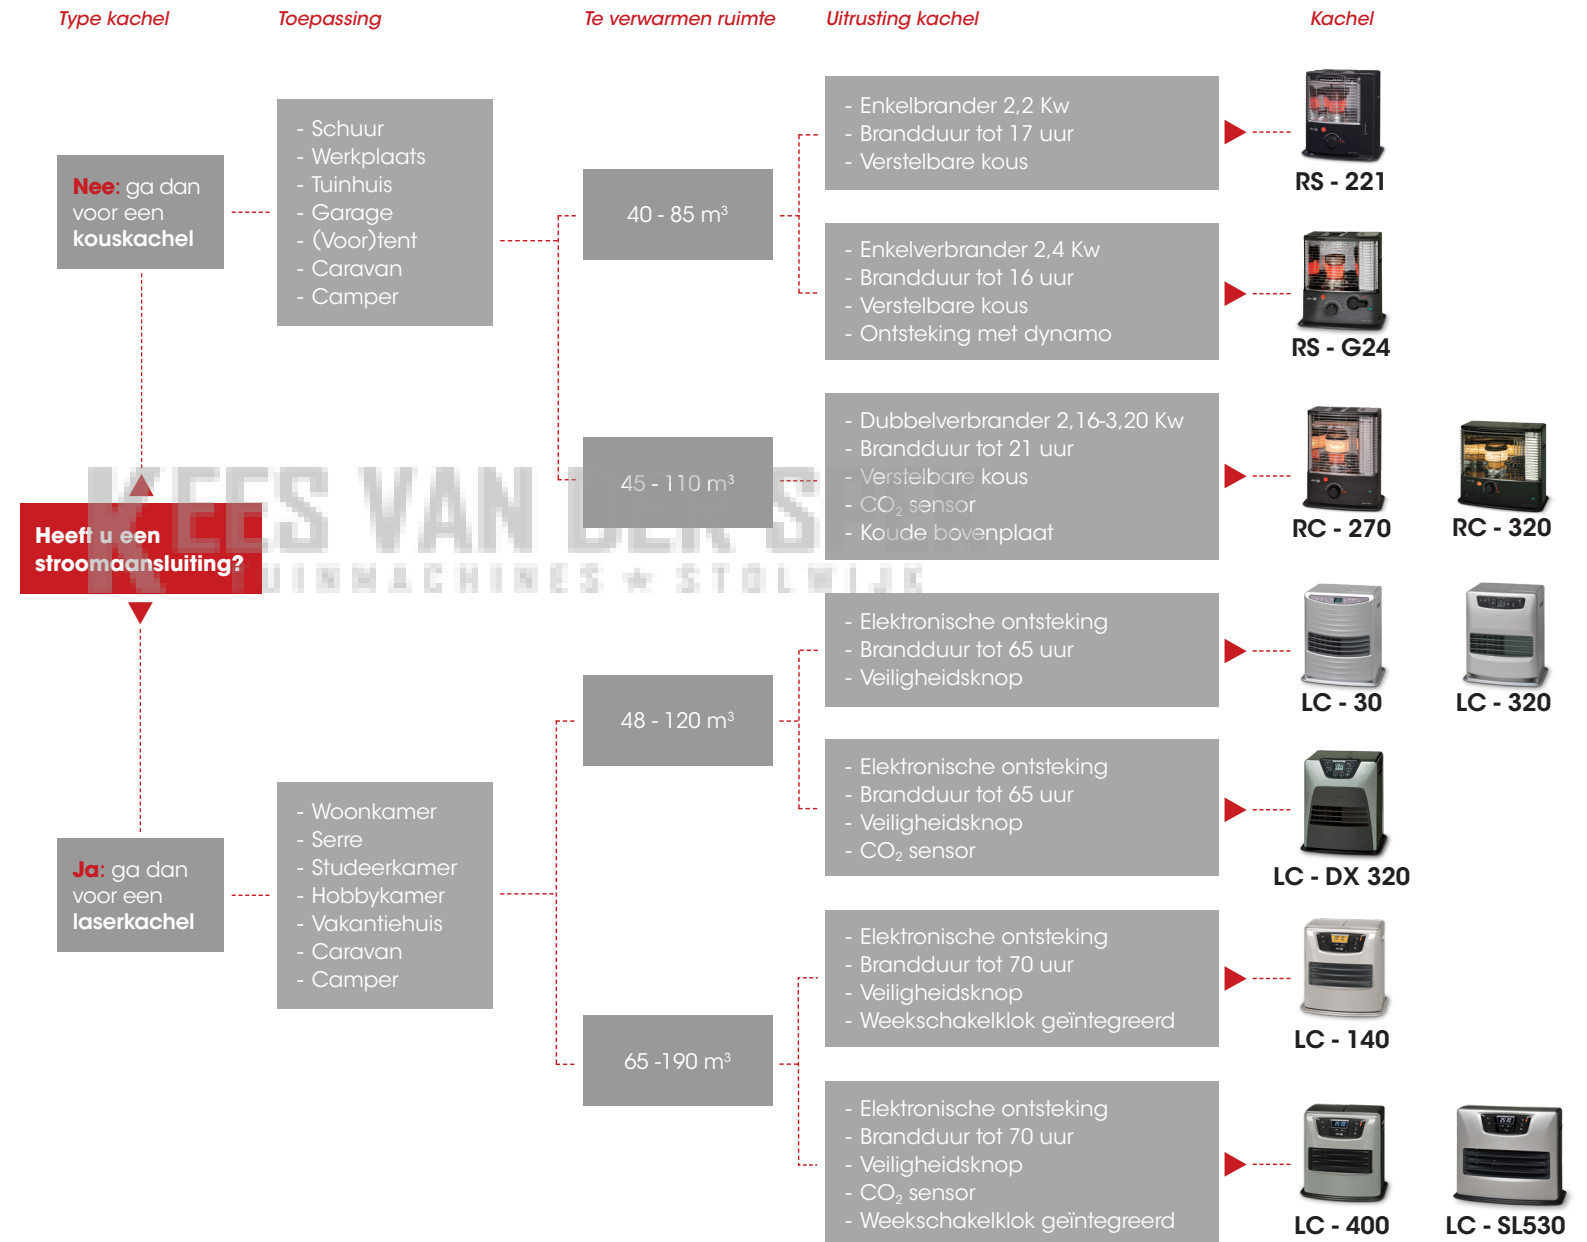 Type kachel
Toepassing
Te verwarmen ruimte
Uitrusting kachel
Kachel
Heeft u een
stroomaansluiting?
Nee: ga dan
voor een
kouskachel
- Schuur
- Werkplaats
- Tuinhuis
- Garage
- (Voor)tent
- Caravan
- Camper
40 - 85 m³
- Enkelbrander 2,2 Kw
- Brandduur tot 17 uur
- Verstelbare kous
RS - 221
- Enkelverbrander 2,4 Kw
- Brandduur tot 16 uur
- Verstelbare kous
- Ontsteking met dynamo
RS - G24
45 - 110 m³
- Dubbelverbrander 2,16-3,20 Kw
- Brandduur tot 21 uur
- Verstelbare kous
- CO₂ sensor
- Koude bovenplaat
RC - 270
RC - 320
KEES VAN DER S
TUINMACHINES ★ STOLWIJK
Ja: ga dan
voor een
laserkachel
- Woonkamer
- Serre
- Studeerkamer
- Hobbykamer
- Vakantiehuis
- Caravan
- Camper
48 - 120 m³
- Elektronische ontsteking
- Brandduur tot 65 uur
- Veiligheidsknop
LC - 30
LC - 320
- Elektronische ontsteking
- Brandduur tot 65 uur
- Veiligheidsknop
- CO₂ sensor
LC - DX 320
65 -190 m³
- Elektronische ontsteking
- Brandduur tot 70 uur
- Veiligheidsknop
- Weekschakelklok geïntegreerd
LC - 140
- Elektronische ontsteking
- Brandduur tot 70 uur
- Veiligheidsknop
- CO₂ sensor
- Weekschakelklok geïntegreerd
LC - 400
LC - SL530